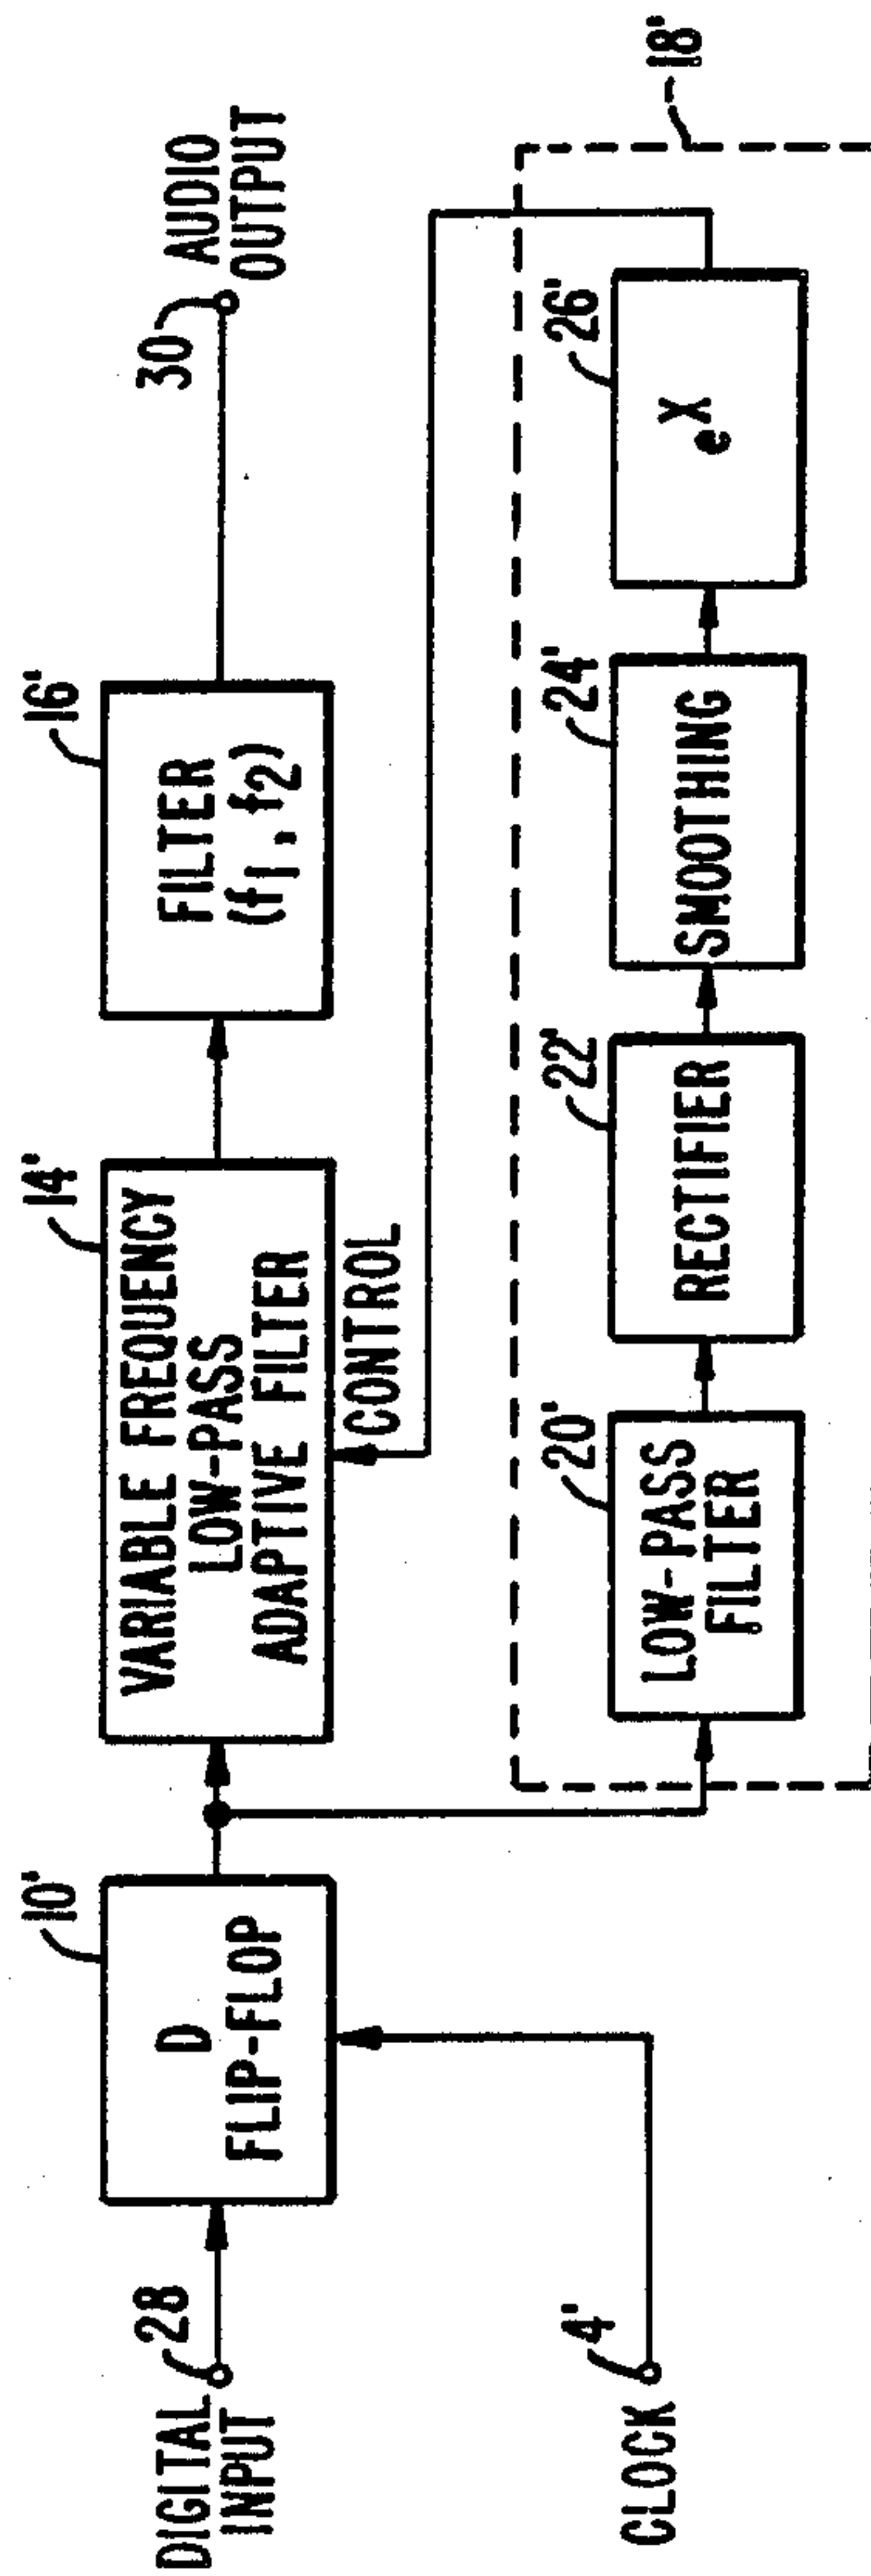 DIGITAL
INPUT
28
D
FLIP-FLOP
10'
CLOCK
4'
VARIABLE FREQUENCY
LOW-PASS
ADAPTIVE FILTER
14'
CONTROL
FILTER
(f1, f2)
16'
30
AUDIO
OUTPUT
LOW-PASS
FILTER
20'
RECTIFIER
22'
SMOOTHING
24'
eX
26'
18'